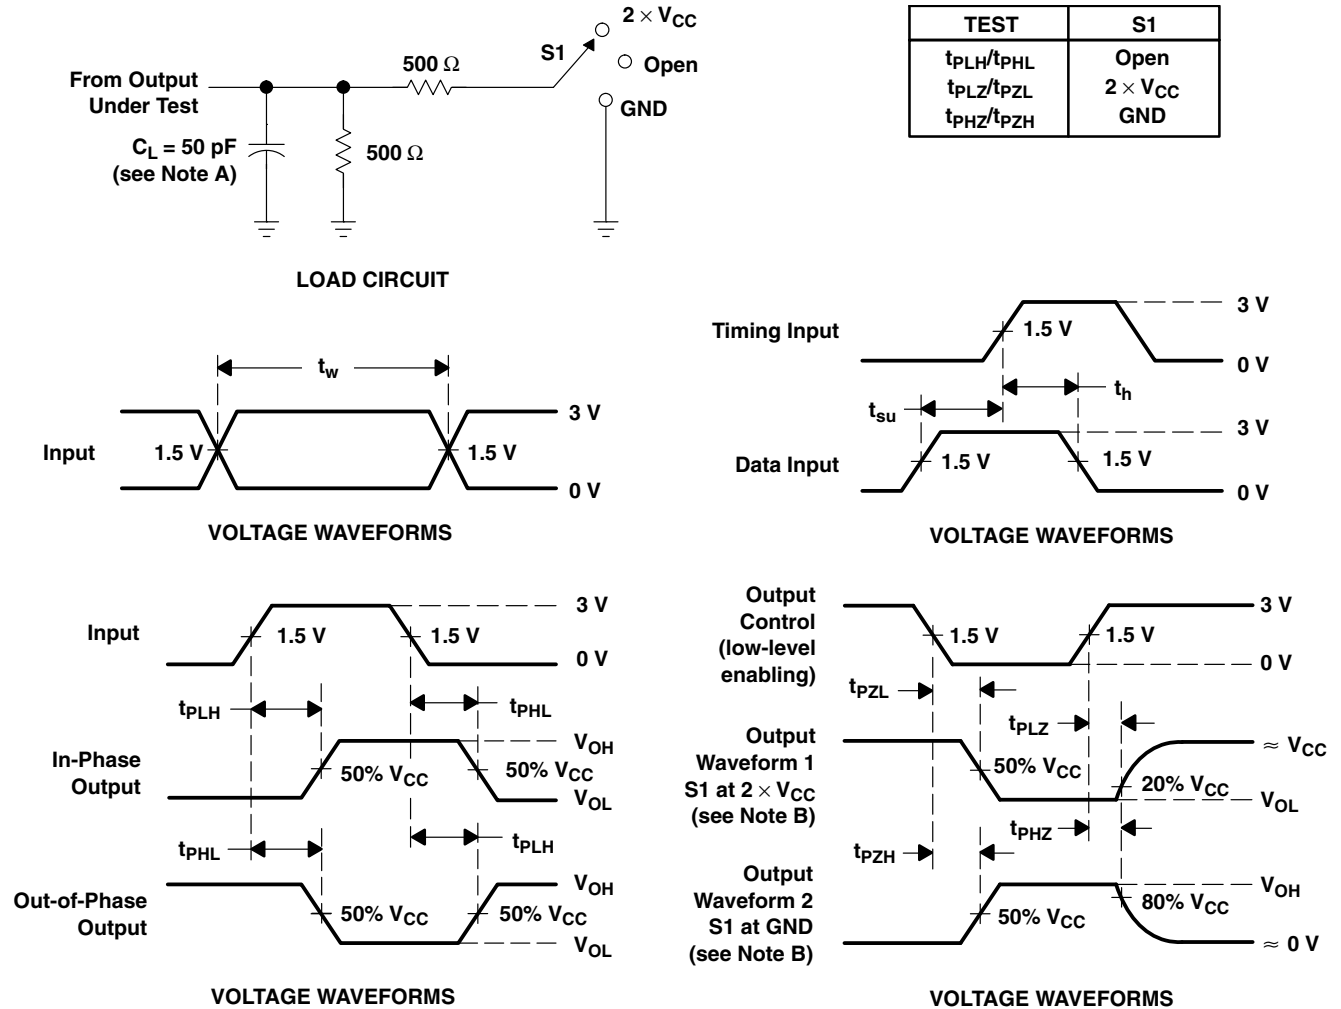 2 × VCC
S1
Open
GND
500 Ω
From Output
Under Test
CL = 50 pF
(see Note A)
500 Ω
LOAD CIRCUIT
TEST S1
tPLH/tPHL Open
tPLZ/tPZL 2 × VCC
tPHZ/tPZH GND
tw
3 V
Input 1.5 V 1.5 V
0 V
VOLTAGE WAVEFORMS
3 V
Timing Input 1.5 V
0 V
th
tsu
3 V
Data Input 1.5 V 1.5 V
0 V
VOLTAGE WAVEFORMS
3 V
Input 1.5 V 1.5 V
0 V
tPLH tPHL
VOH
In-Phase
Output
50% VCC 50% VCC
VOL
tPHL tPLH
VOH
Out-of-Phase
Output
50% VCC 50% VCC
VOL
VOLTAGE WAVEFORMS
Output
Control
(low-level
enabling)
3 V
1.5 V 1.5 V
0 V
tPZL
tPLZ
Output
Waveform 1
S1 at 2 × VCC
(see Note B)
≈ VCC
50% VCC 20% VCC
VOL
tPHZ
tPZH
Output
Waveform 2
S1 at GND
(see Note B)
VOH
50% VCC 80% VCC
≈ 0 V
VOLTAGE WAVEFORMS